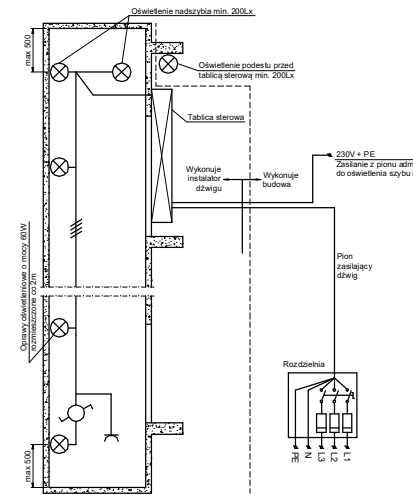 Oświetlenie nadszybia min. 200Lx
max 500
Oświetlenie podestu przed
tablicą sterową min. 200Lx
Tablica sterowa
230V + PE
Zasilanie z pionu adm
do oświetlenia szybu i
Wykonuje
instalator
dźwigu
Wykonuje
budowa
Pion
zasilający
dźwig
Oprawy oświetleniowe o mocy 60W
rozmieszczone co 2m
Rozdzielnia
max 500
PE
N
L3
L2
L1